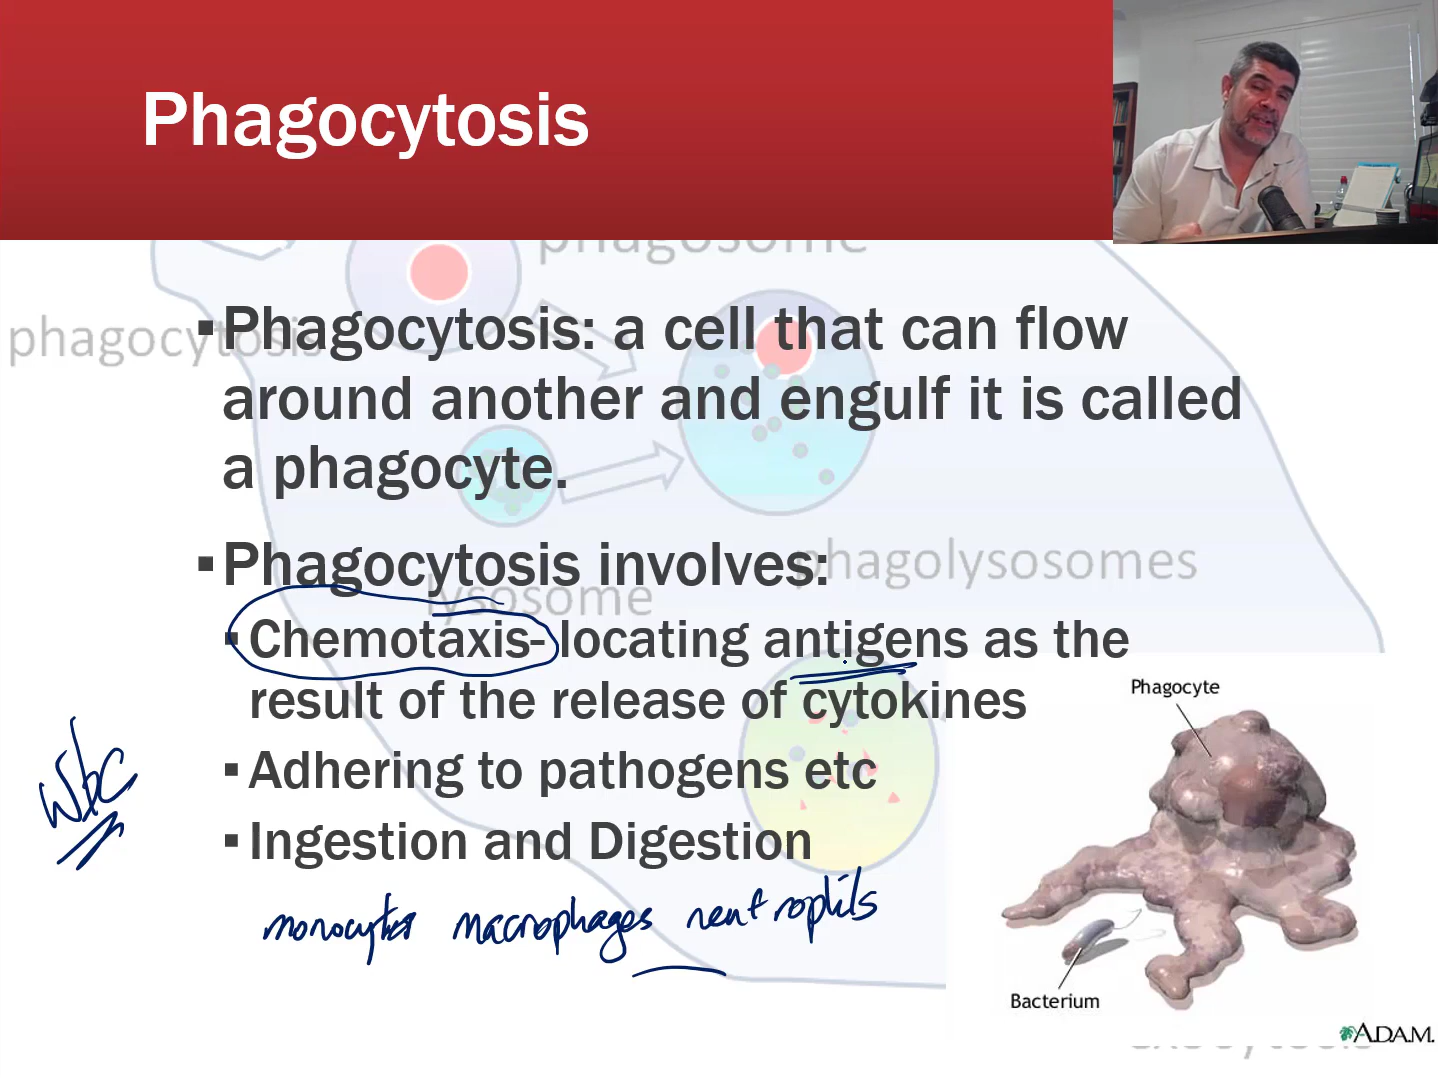 Phagocytosis
phagosome
phagocytosis
▪Phagocytosis: a cell that can flow
around another and engulf it is called
a phagocyte.
▪Phagocytosis involves:
phagolysosomes
lysosome
▪Chemotaxis- locating antigens as the
result of the release of cytokines
▪Adhering to pathogens etc
▪Ingestion and Digestion
WbC
monocytes macrophages neutrophils
Phagocyte
Bacterium
A.D.A.M.
exocytosis